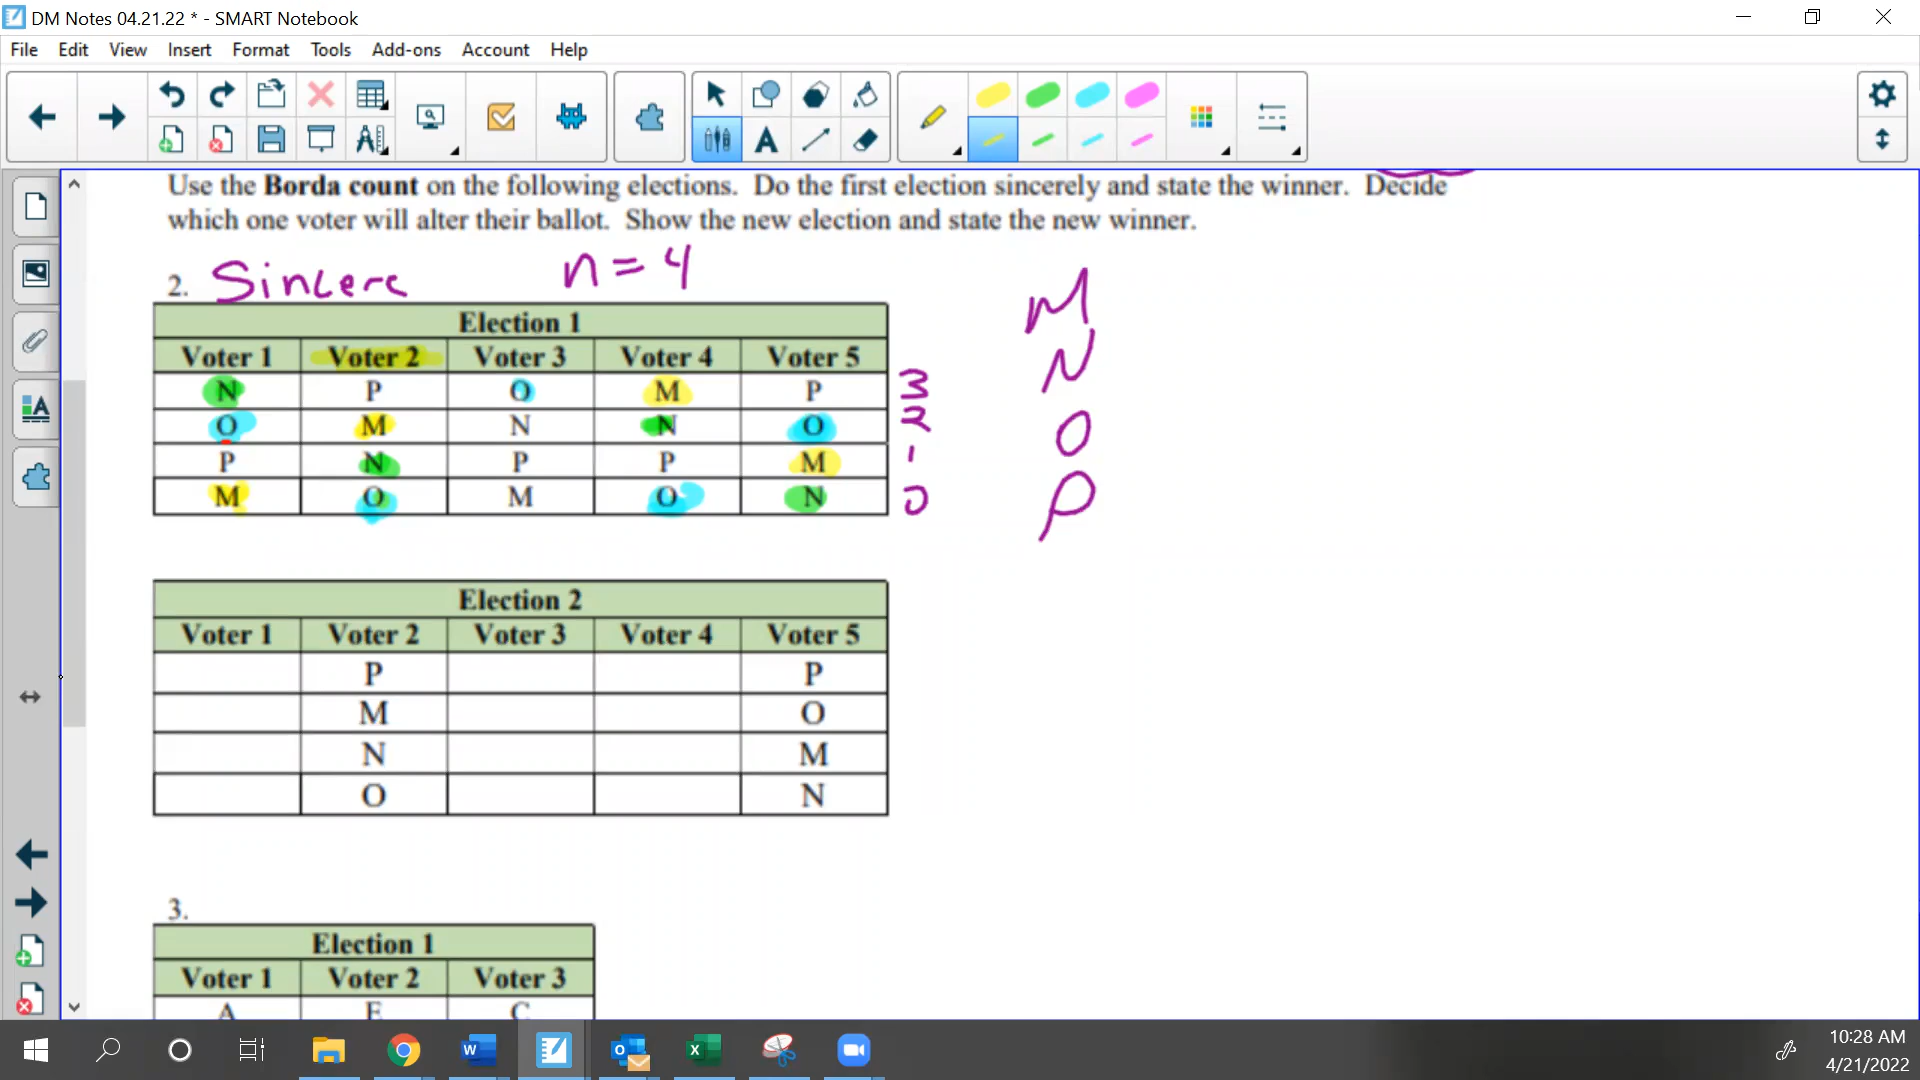 DM Notes 04.21.22 * - SMART Notebook
File Edit View Insert Format Tools Add-ons Account Help
Use the Borda count on the following elections. Do the first election sincerely and state the winner. Decide
which one voter will alter their ballot. Show the new election and state the new winner.
2. Sincere n = 4
Election 1
Voter 1 Voter 2 Voter 3 Voter 4 Voter 5
N P O M P 3
O M N N O 2
P N P P M 1
M O M O N 0
M
N
O
P
Election 2
Voter 1 Voter 2 Voter 3 Voter 4 Voter 5
P P
M O
N M
O N
3.
Election 1
Voter 1 Voter 2 Voter 3
A E C
10:28 AM
4/21/2022